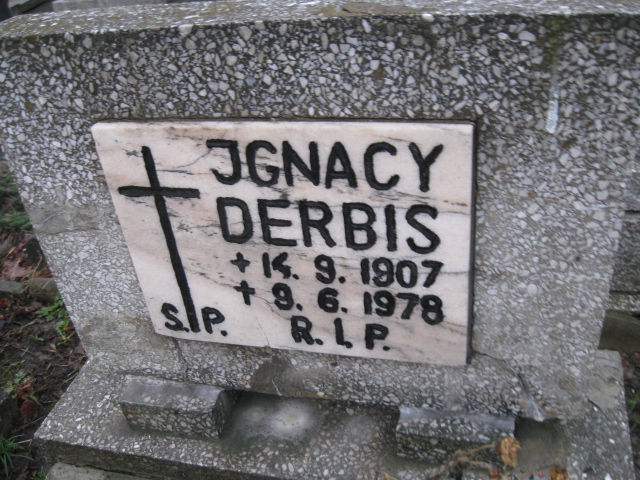 JGNACY
DERBIS
+ 14. 9. 1907
+ 9. 6. 1978
S. P. R. I. P.